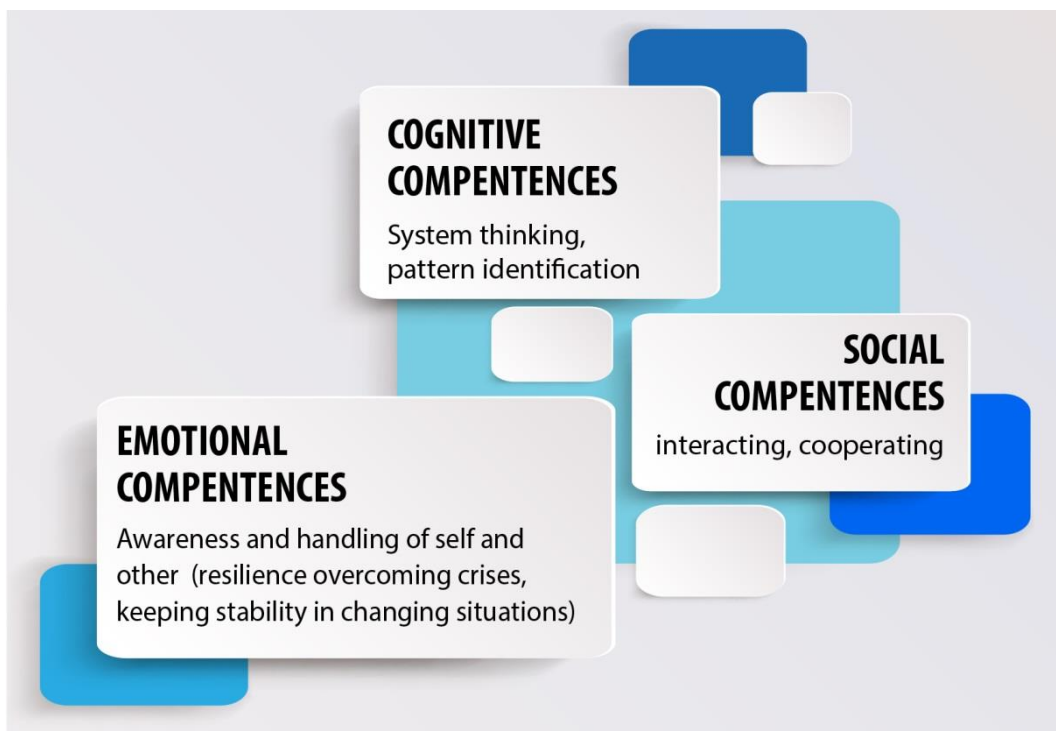 COGNITIVE
COMPENTENCES
System thinking,
pattern identification
SOCIAL
COMPENTENCES
interacting, cooperating
EMOTIONAL
COMPENTENCES
Awareness and handling of self and
other (resilience overcoming crises,
keeping stability in changing situations)